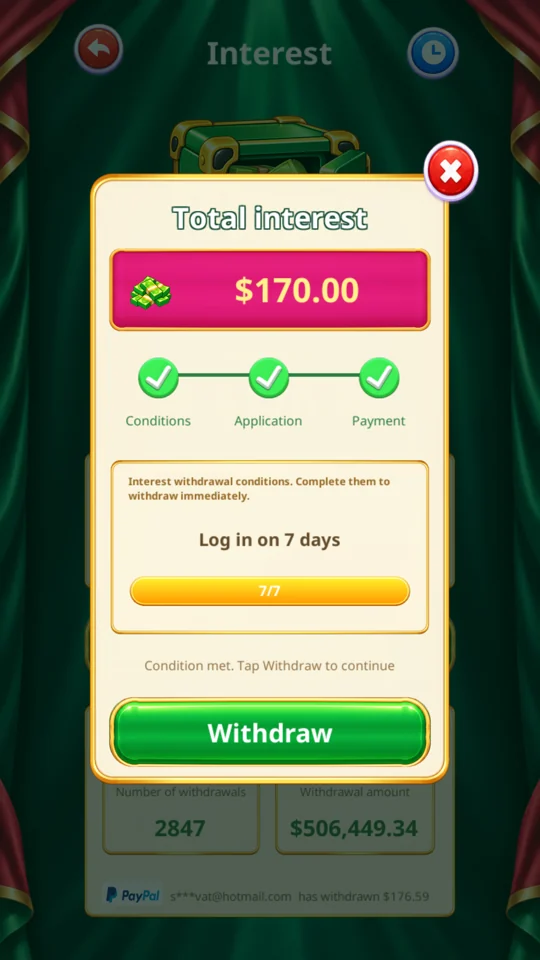 Interest
Total interest
$170.00
Conditions
Application
Payment
Interest withdrawal conditions. Complete them to
withdraw immediately.
Log in on 7 days
7/7
Condition met. Tap Withdraw to continue
Withdraw
Number of withdrawals
Withdrawal amount
2847
$506,449.34
PayPal s***vat@hotmail.com has withdrawn $176.59